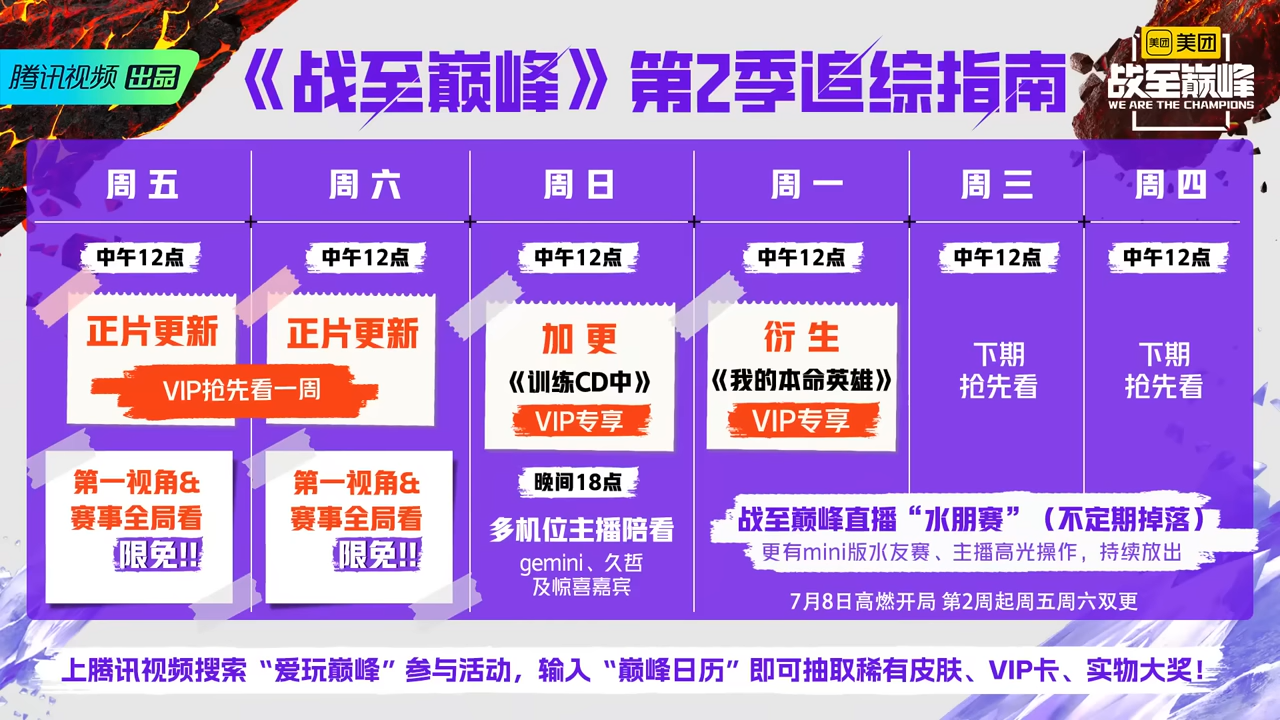 腾讯视频 出品
《战至巅峰》第2季追综指南
美团 美团
战至巅峰
WE ARE THE CHAMPIONS
周五
周六
周日
周一
周三
周四
中午12点
中午12点
中午12点
中午12点
中午12点
中午12点
正片更新
正片更新
VIP抢先看一周
加更
《训练CD中》
VIP专享
衍生
《我的本命英雄》
VIP专享
下期
抢先看
下期
抢先看
第一视角&
赛事全局看
限免!!
第一视角&
赛事全局看
限免!!
晚间18点
多机位主播陪看
gemini、久哲
及惊喜嘉宾
战至巅峰直播“水朋赛”（不定期掉落）
更有mini版水友赛、主播高光操作，持续放出
7月8日高燃开局 第2周起周五周六双更
上腾讯视频搜索“爱玩巅峰”参与活动，输入“巅峰日历”即可抽取稀有皮肤、VIP卡、实物大奖！